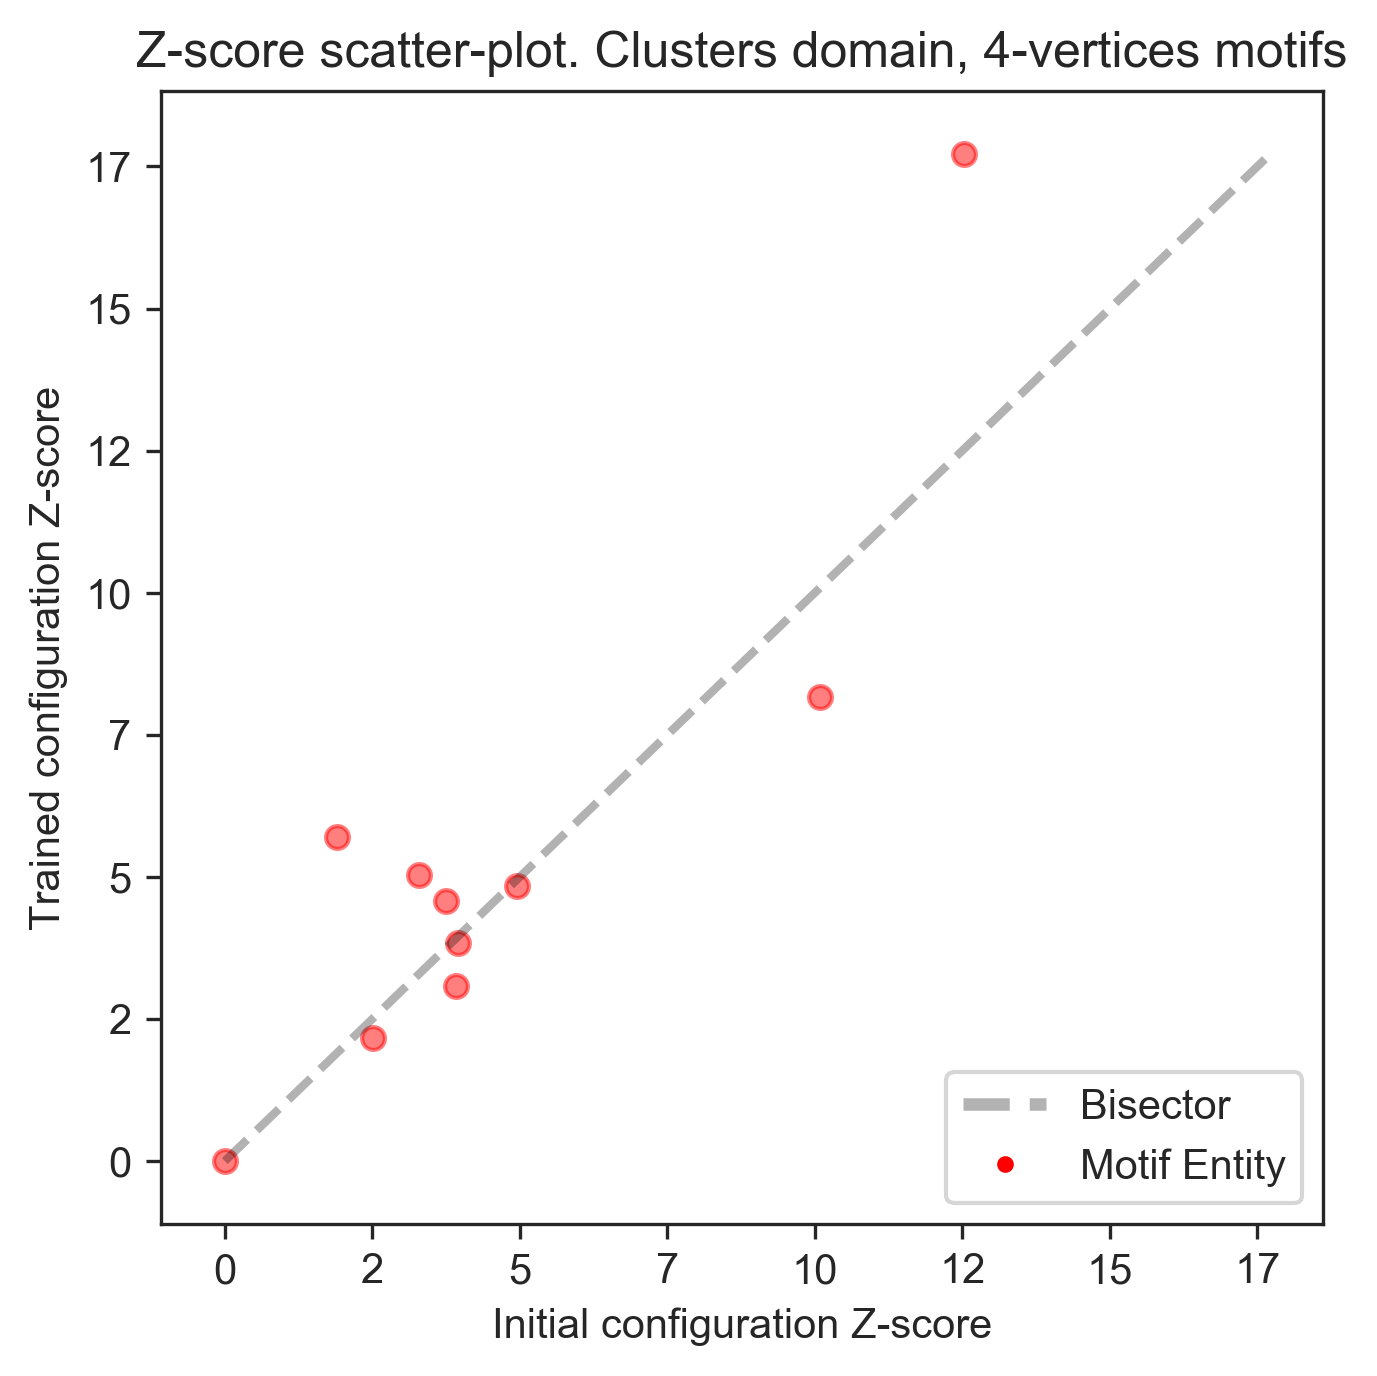 Z-score scatter-plot. Clusters domain, 4-vertices motifs
Trained configuration Z-score
17
15
12
10
7
5
2
0
Bisector
Motif Entity
0 2 5 7 10 12 15 17
Initial configuration Z-score